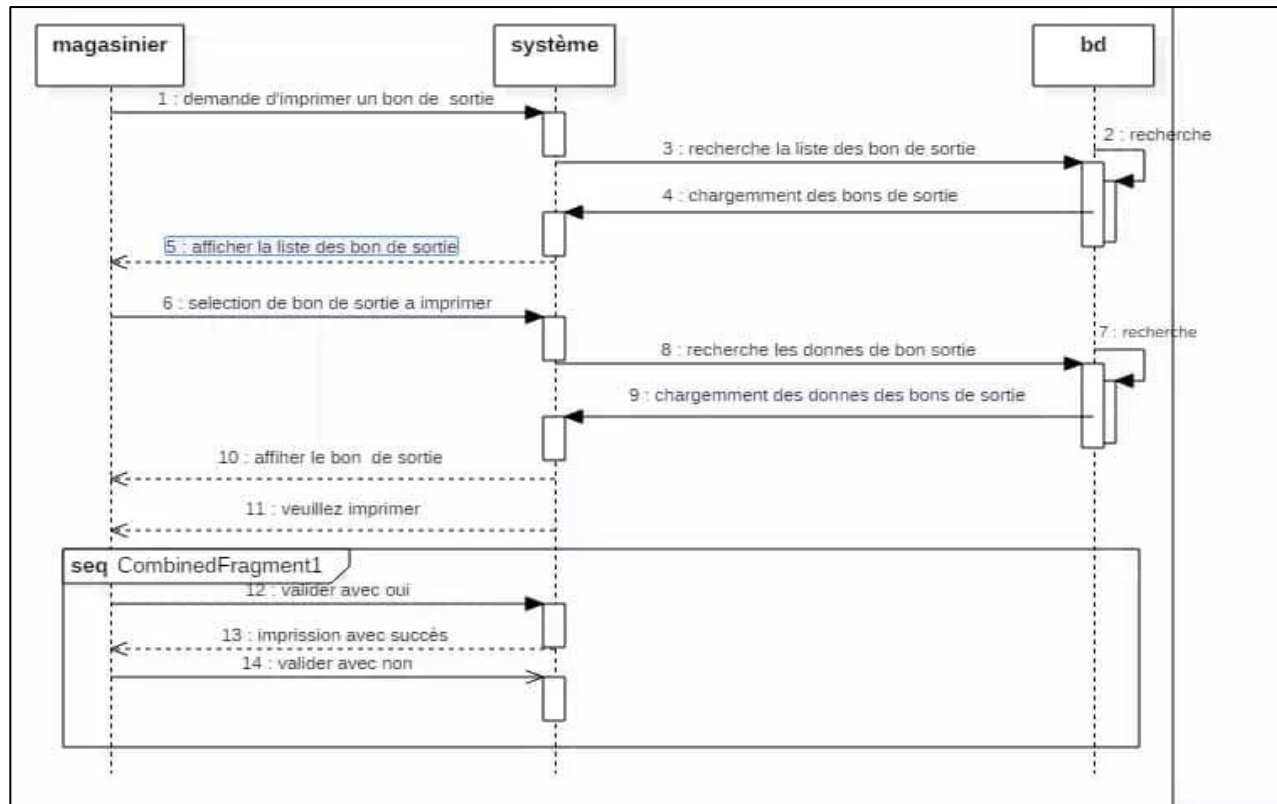 magasinier
système
bd
1 : demande d'imprimer un bon de sortie
2 : recherche
3 : recherche la liste des bon de sortie
4 : chargemment des bons de sortie
5 : afficher la liste des bon de sortie
6 : selection de bon de sortie a imprimer
7 : recherche
8 : recherche les donnes de bon sortie
9 : chargemment des donnes des bons de sortie
10 : affiher le bon de sortie
11 : veuillez imprimer
seq CombinedFragment1
12 : valider avec oui
13 : imprission avec succès
14 : valider avec non